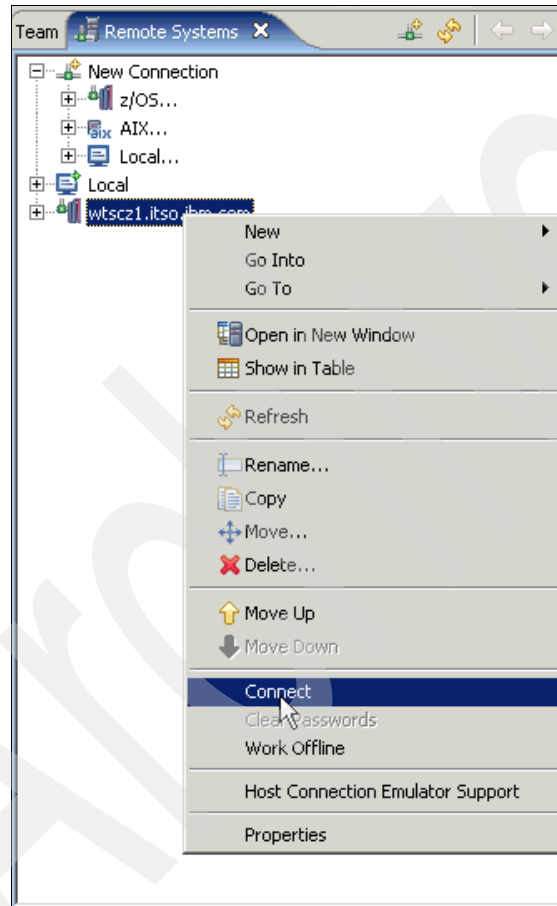 Team Remote Systems
New Connection
z/OS...
AIX...
Local...
Local
wtscz1.itso.ibm.com
New
Go Into
Go To
Open in New Window
Show in Table
Refresh
Rename...
Copy
Move...
Delete...
Move Up
Move Down
Connect
Clear Passwords
Work Offline
Host Connection Emulator Support
Properties